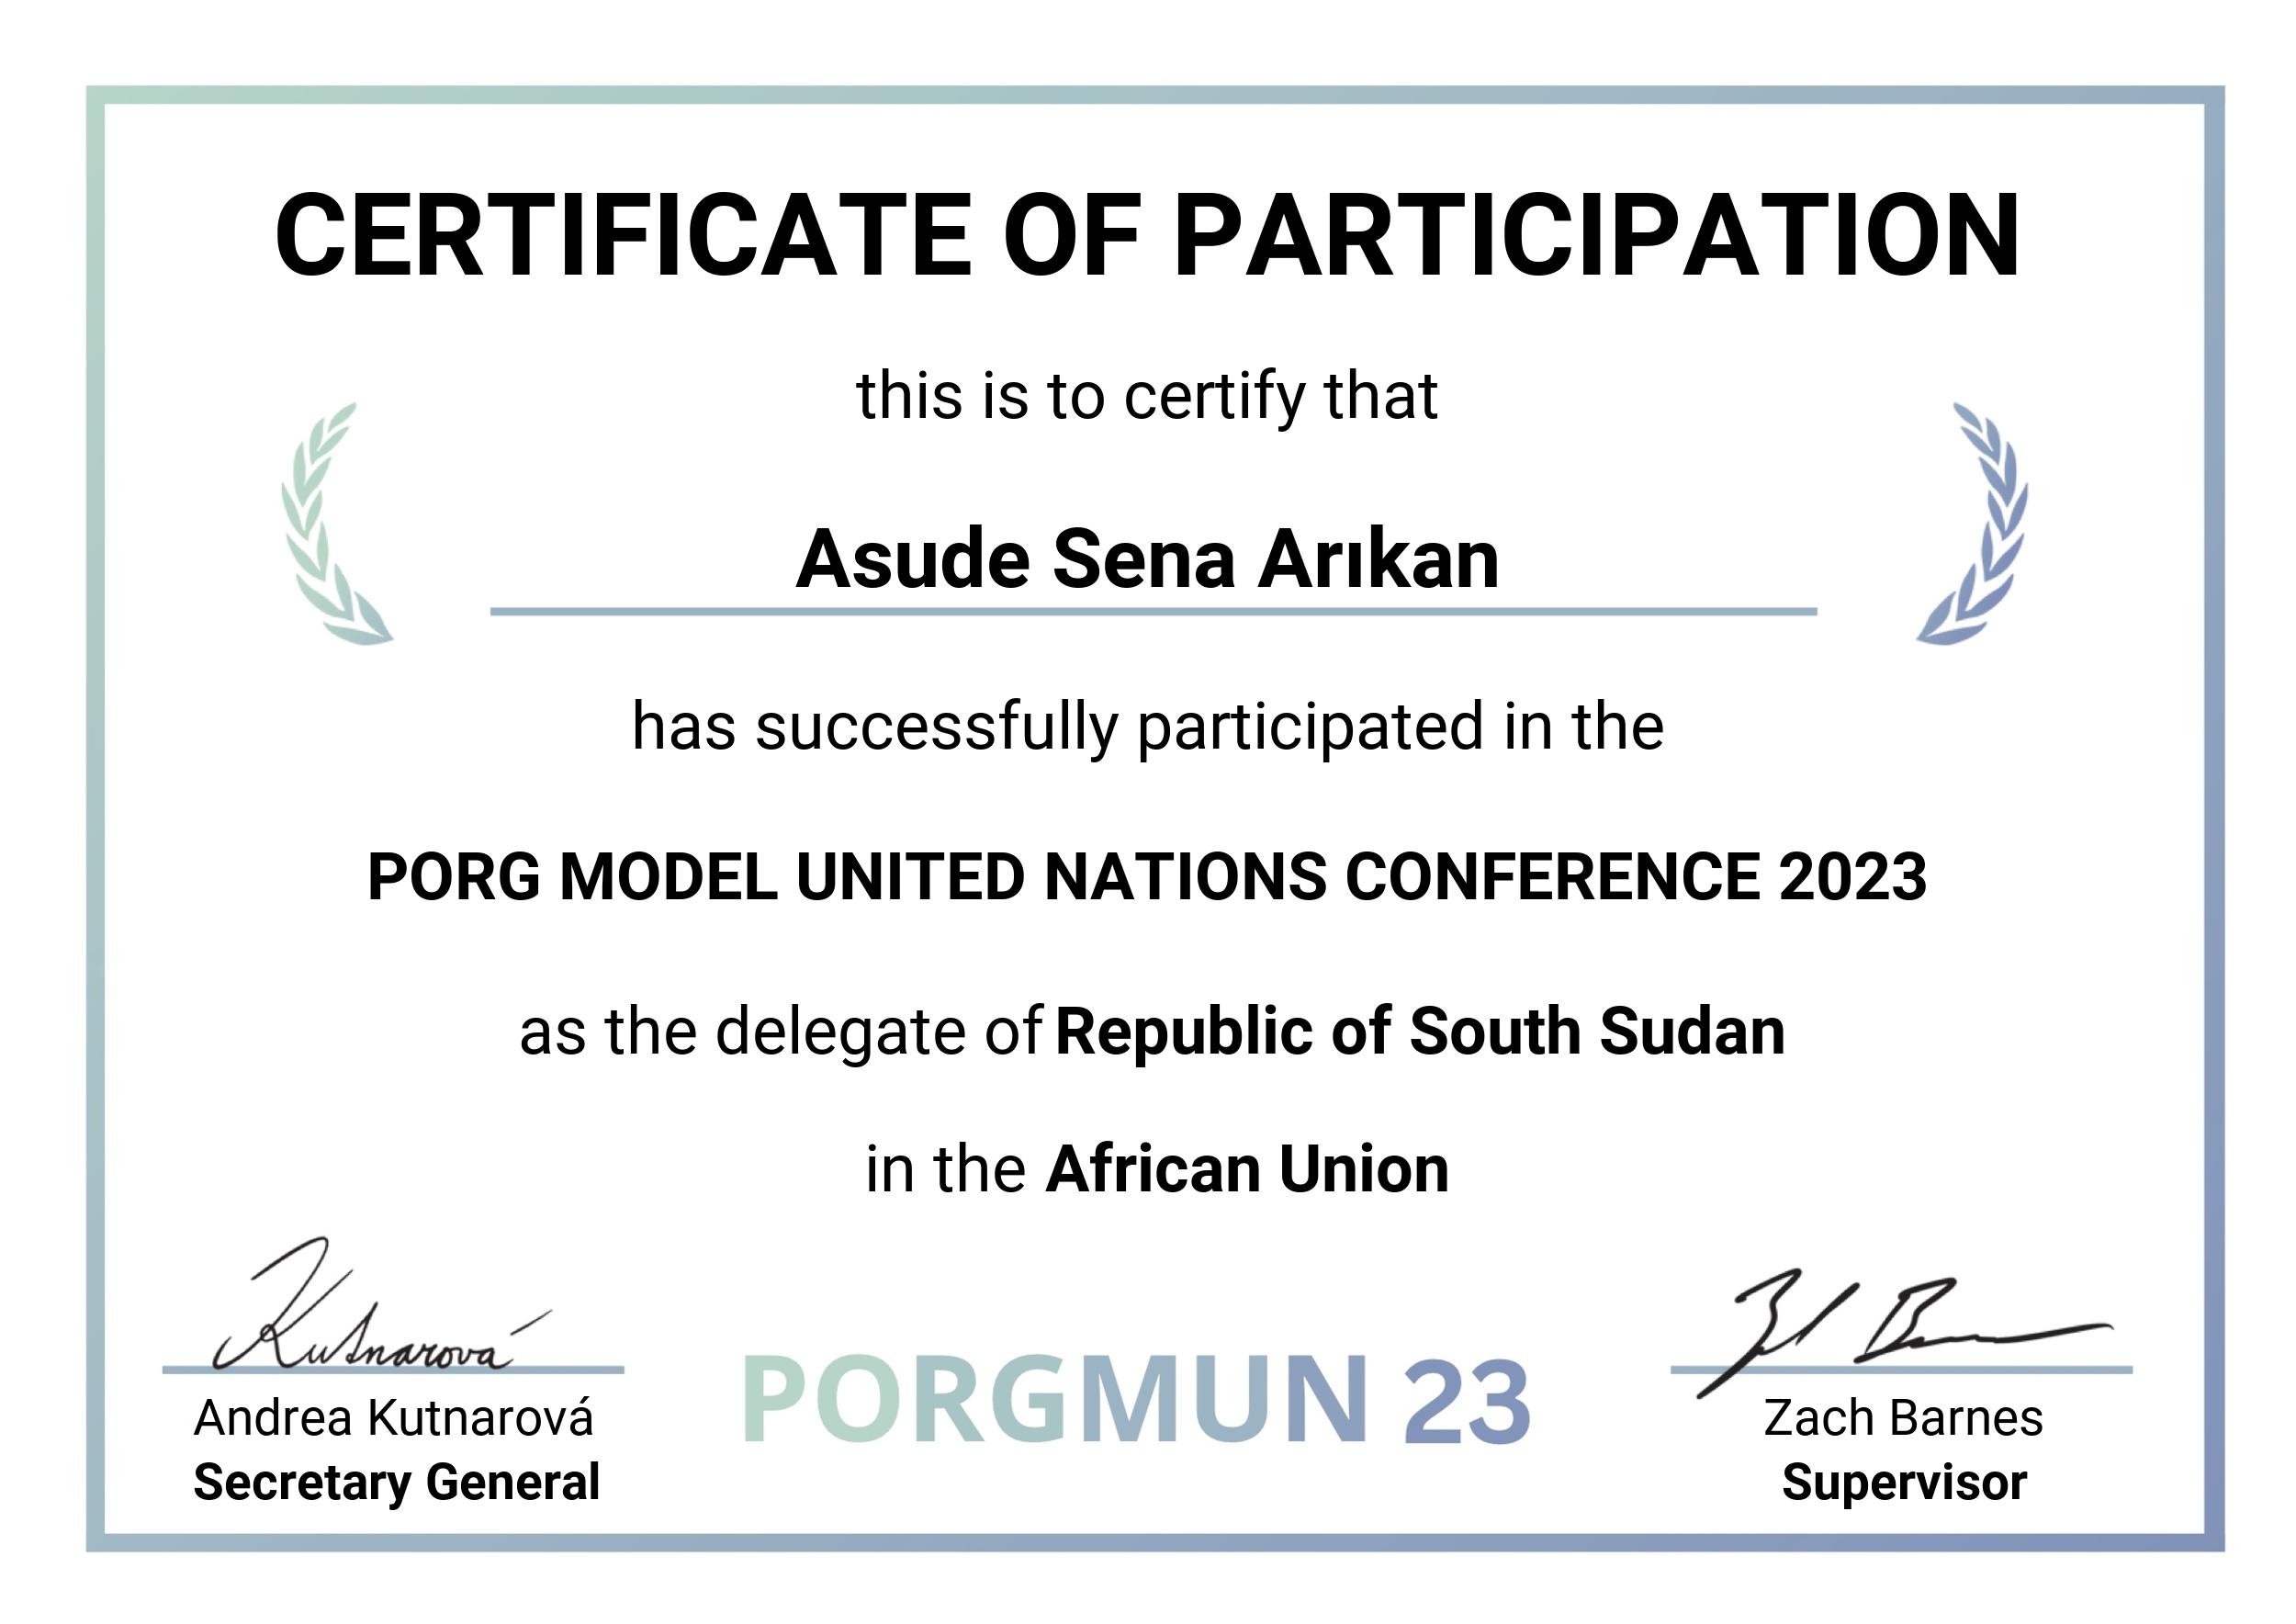 CERTIFICATE OF PARTICIPATION
this is to certify that
Asude Sena Arıkan
has successfully participated in the
PORG MODEL UNITED NATIONS CONFERENCE 2023
as the delegate of Republic of South Sudan
in the African Union
Kutnarová
Andrea Kutnarová
Secretary General
PORGMUN 23
Zach Barnes
Supervisor